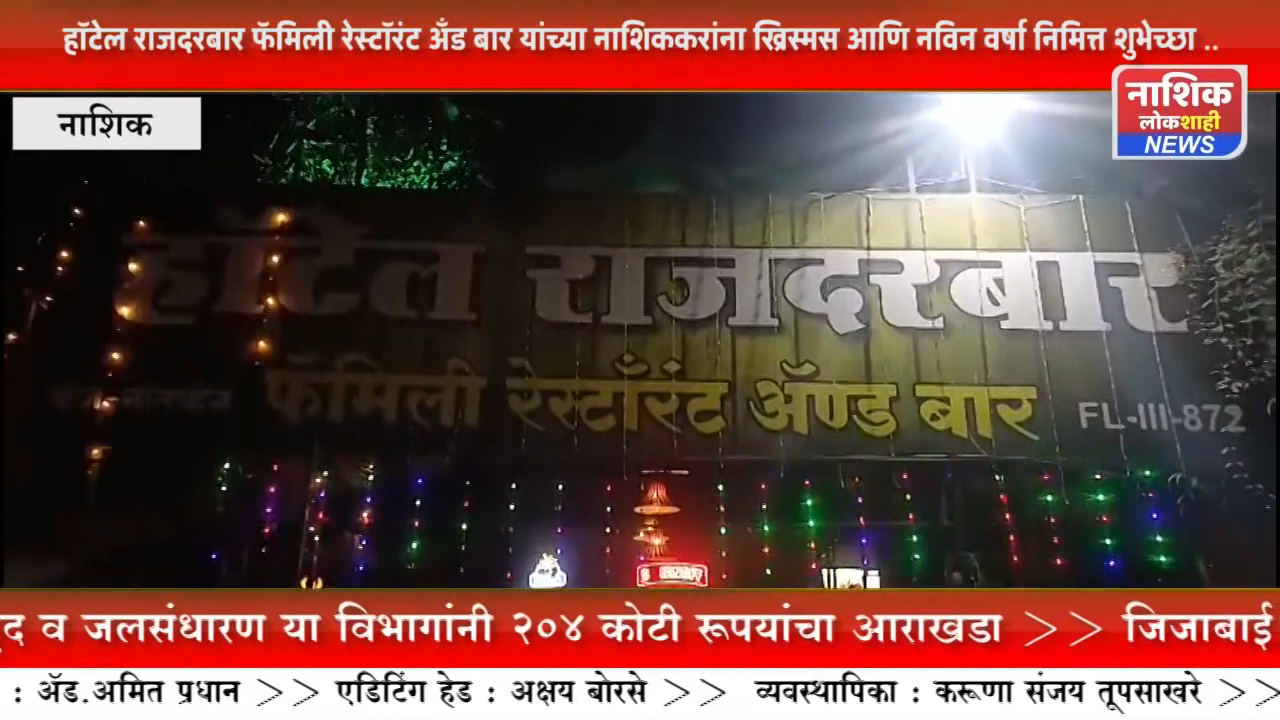 हॉटेल राजदरबार फॅमिली रेस्टॉरंट अँड बार यांच्या नाशिककरांना ख्रिस्मस आणि नविन वर्षा निमित्त शुभेच्छा ..
नाशिक
नाशिक
लोकशाही
NEWS
हॉटेल राजदरबार
फॅमिली रेस्टॉरंट अ‍ॅण्ड बार FL-III-872
व जलसंधारण या विभागांनी २०४ कोटी रूपयांचा आराखडा >> जिजाबाई
: अ‍ॅड.अमित प्रधान >> एडिटिंग हेड : अक्षय बोरसे >> व्यवस्थापिका : करूणा संजय तूपसाखरे >>